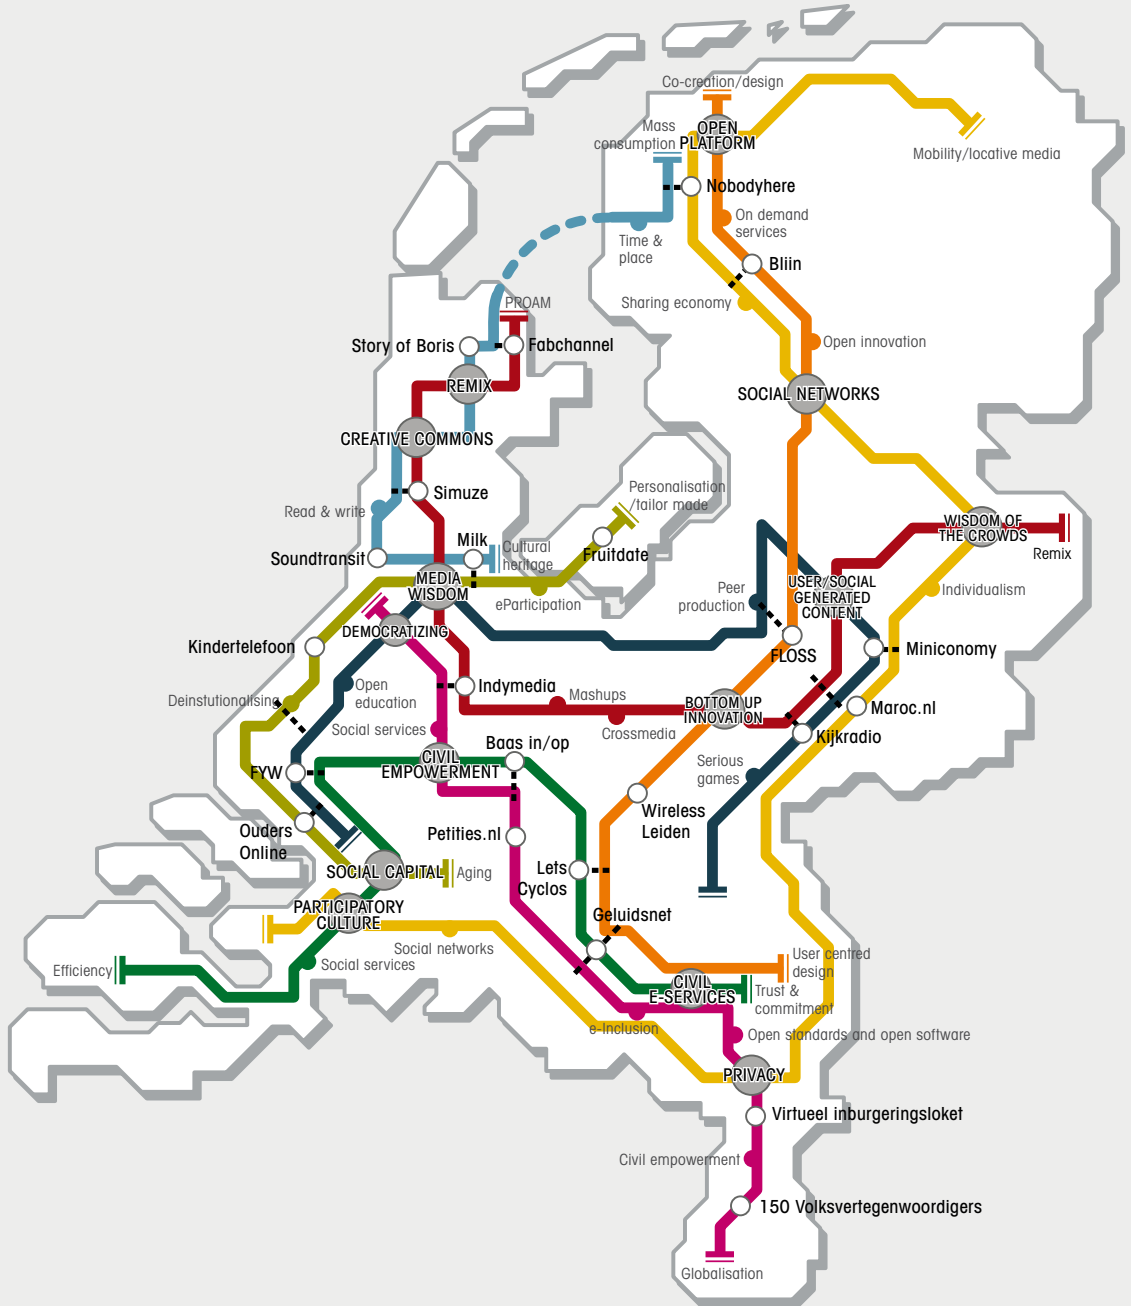 Co-creation/design
OPEN
PLATFORM
Mass
consumption
Mobility/locative media
Nobodyhere
On demand
services
Time &
place
Bliin
Sharing economy
PROAM
Story of Boris
Fabchannel
Open innovation
REMIX
SOCIAL NETWORKS
CREATIVE COMMONS
Simuze
Read & write
Personalisation
/tailor made
WISDOM OF
THE CROWDS
Remix
Milk
Cultural
heritage
Soundtransit
Fruitdate
MEDIA
WISDOM
eParticipation
Peer
production
USER/SOCIAL
GENERATED
CONTENT
Individualism
DEMOCRATIZING
Kindertelefoon
FLOSS
Miniconomy
Open
education
Indymedia
Mashups
Deinstutionalising
Crossmedia
BOTTOM UP
INNOVATION
Maroc.nl
Social services
Kijkradio
Baas in/op
CIVIL
EMPOWERMENT
FYW
Serious
games
Wireless
Leiden
Ouders
Online
Petities.nl
SOCIAL CAPITAL
Aging
Lets
Cyclos
PARTICIPATORY
CULTURE
Geluidsnet
Social networks
Efficiency
Social services
User centred
design
CIVIL
E-SERVICES
Trust &
commitment
e-Inclusion
Open standards and open software
PRIVACY
Virtueel inburgeringsloket
Civil empowerment
150 Volksvertegenwoordigers
Globalisation